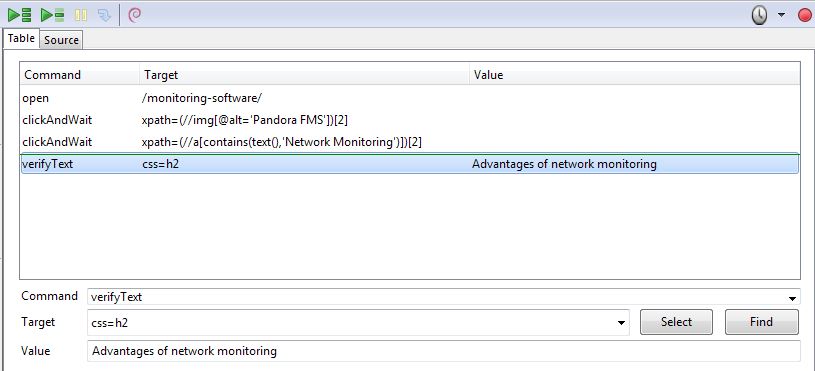 Table Source
Command Target Value
open /monitoring-software/
clickAndWait xpath=(//img[@alt='Pandora FMS'])[2]
clickAndWait xpath=(//a[contains(text(),'Network Monitoring')])[2]
verifyText css=h2 Advantages of network monitoring
Command verifyText
Target css=h2 Select Find
Value Advantages of network monitoring